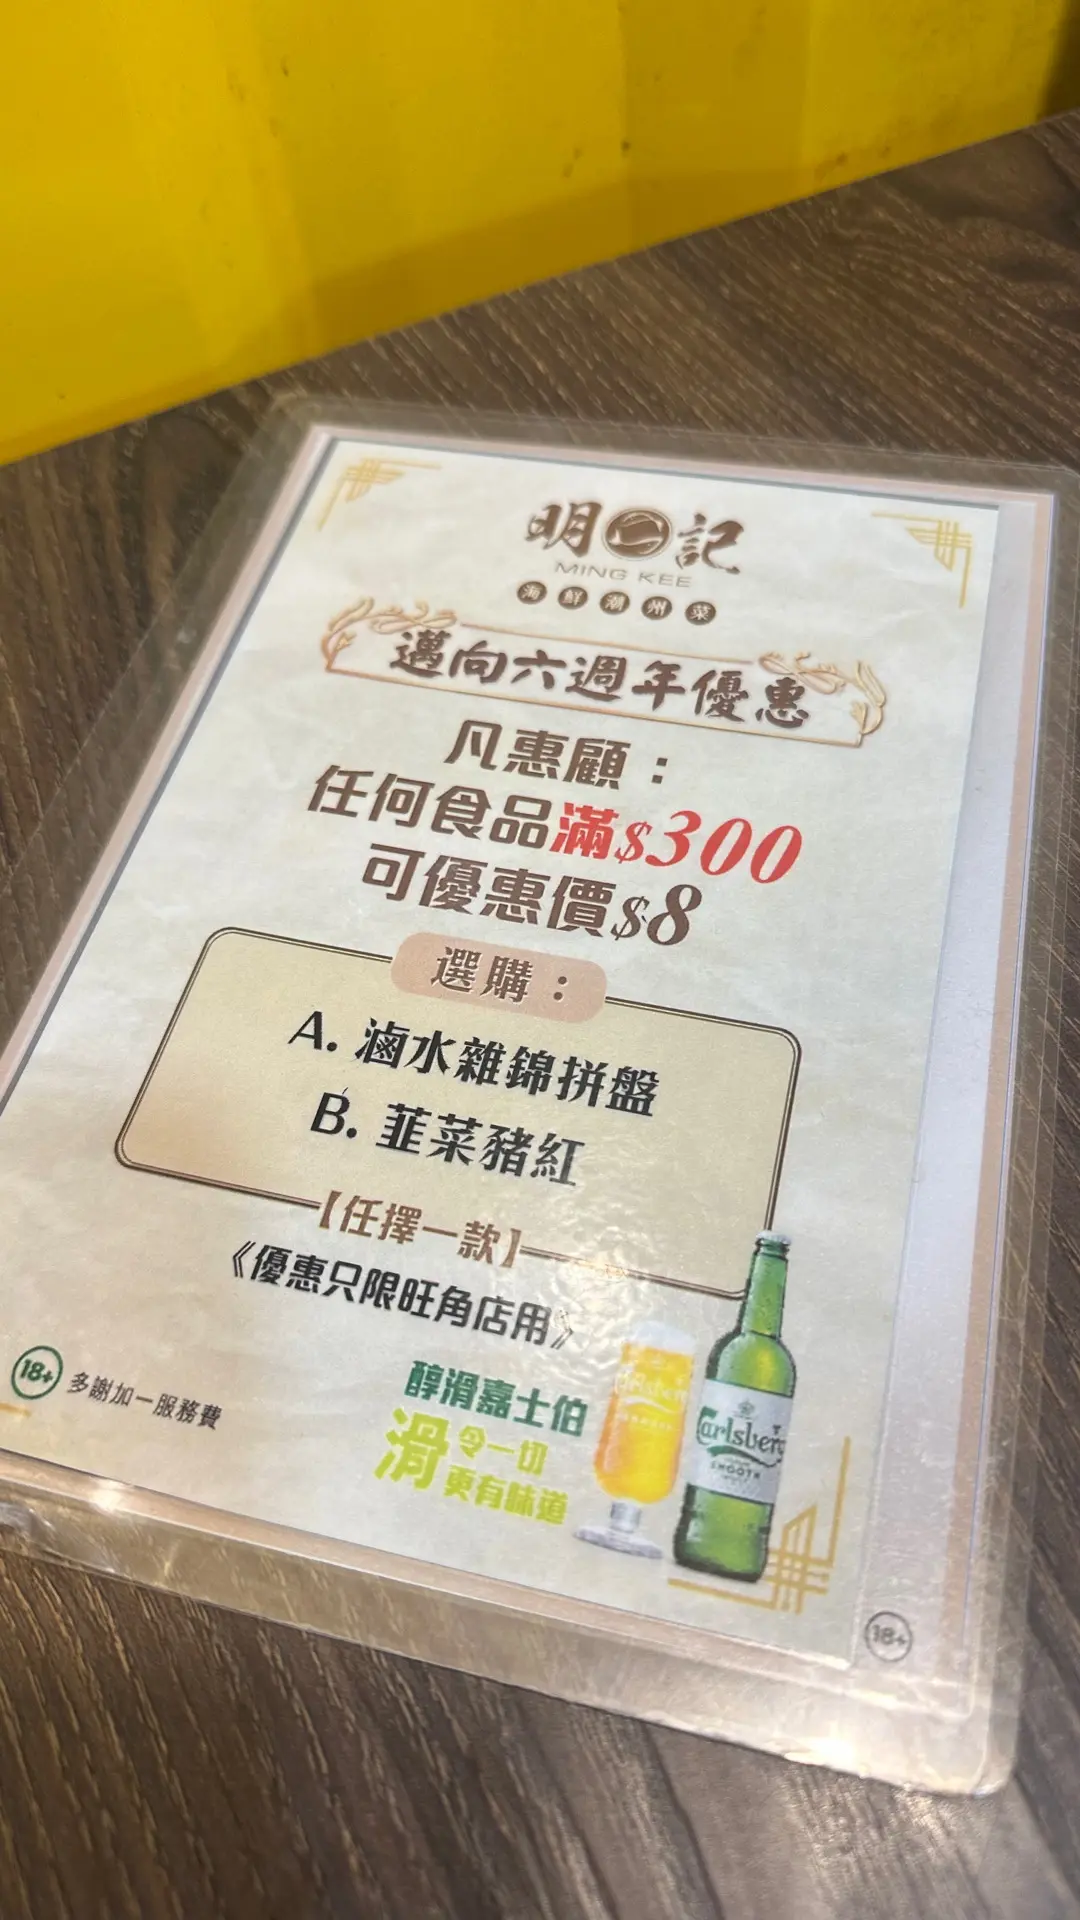 明記
MING KEE
海鮮潮州菜
邁向六週年優惠
凡惠顧：
任何食品滿$300
可優惠價$8
選購：
A. 滷水雜錦拼盤
B. 韮菜豬紅
【任擇一款】
《優惠只限旺角店用》
18+ 多謝加一服務費
醇滑嘉士伯
滑令一切
更有味道
Carlsberg
SMOOTH
18+